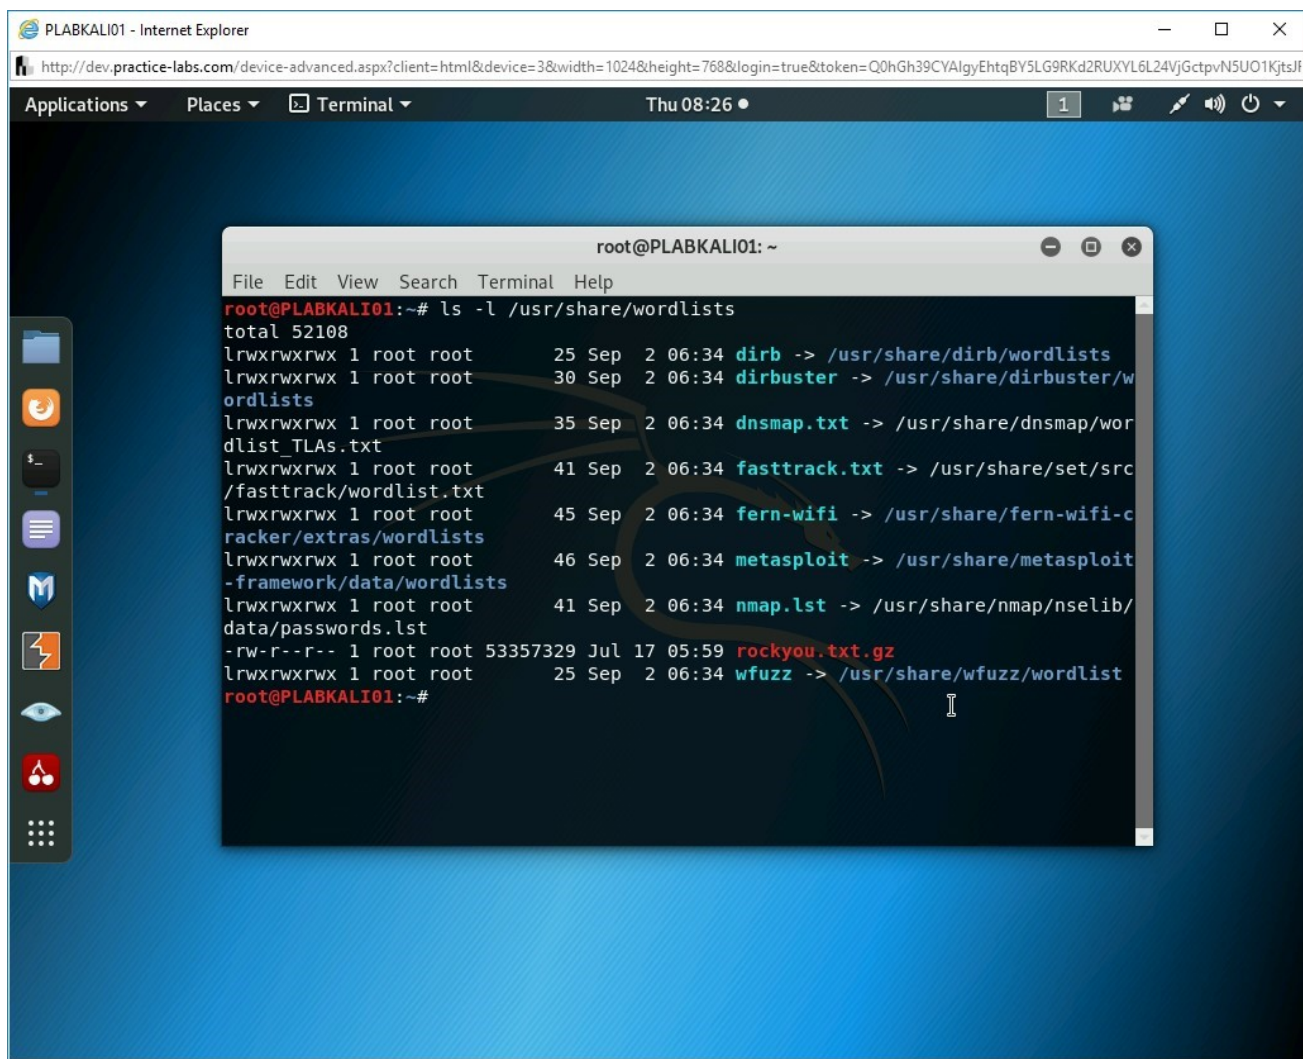 PLABKALI01 - Internet Explorer
http://dev.practice-labs.com/device-advanced.aspx?client=html&device=3&width=1024&height=768&login=true&token=
Applications Places Terminal Thu 08:26 1
root@PLABKALI01: ~
File Edit View Search Terminal Help
root@PLABKALI01:~# ls -l /usr/share/wordlists
total 52108
lrwxrwxrwx 1 root root       25 Sep  2 06:34 dirb -> /usr/share/dirb/wordlists
lrwxrwxrwx 1 root root       30 Sep  2 06:34 dirbuster -> /usr/share/dirbuster/w
ordlists
lrwxrwxrwx 1 root root       35 Sep  2 06:34 dnsmap.txt -> /usr/share/dnsmap/wor
dlist_TLAs.txt
lrwxrwxrwx 1 root root       41 Sep  2 06:34 fasttrack.txt -> /usr/share/set/src
/fasttrack/wordlist.txt
lrwxrwxrwx 1 root root       45 Sep  2 06:34 fern-wifi -> /usr/share/fern-wifi-c
racker/extras/wordlists
lrwxrwxrwx 1 root root       46 Sep  2 06:34 metasploit -> /usr/share/metasploit
-framework/data/wordlists
lrwxrwxrwx 1 root root       41 Sep  2 06:34 nmap.lst -> /usr/share/nmap/nselib/
data/passwords.lst
-rw-r--r-- 1 root root 53357329 Jul 17 05:59 rockyou.txt.gz
lrwxrwxrwx 1 root root       25 Sep  2 06:34 wfuzz -> /usr/share/wfuzz/wordlist
root@PLABKALI01:~#
$_